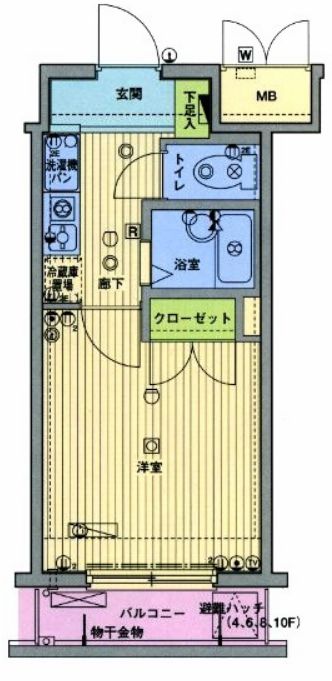 W
玄関
下足入
MB
洗濯機
パン
トイレ
R
浴室
冷蔵庫
置場
廊下
クローゼット
洋室
TV
バルコニー
避難ハッチ
(4、6、8、10F)
物干金物